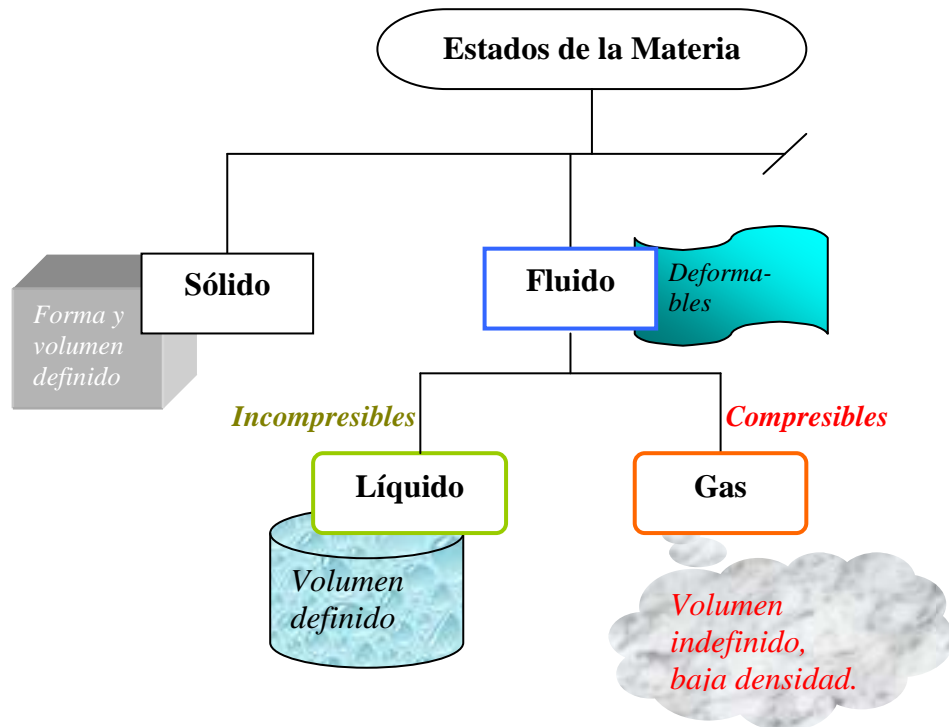 Estados de la Materia
Sólido
Forma y
volumen
definido
Fluido
Deforma-
bles
Incompresibles
Compresibles
Líquido
Gas
Volumen
definido
Volumen
indefinido,
baja densidad.